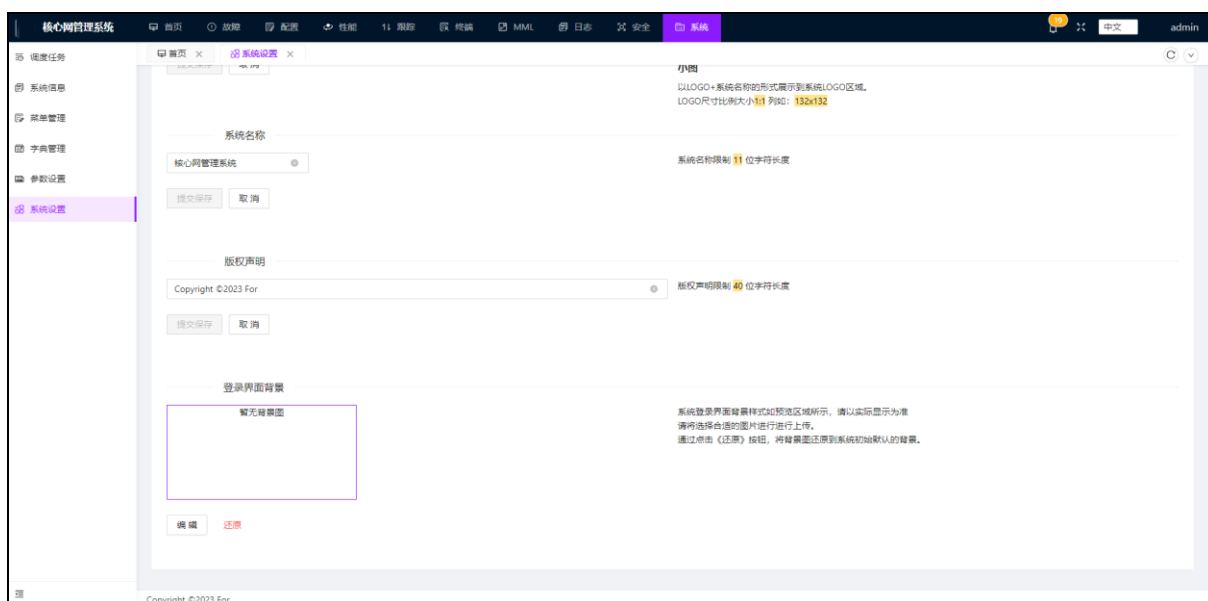 核心网管理系统 首页 故障 配置 性能 跟踪 终端 MML 日志 安全 系统 19 中文 admin
调度任务
系统信息
菜单管理
字典管理
参数设置
系统设置
首页 × 系统设置 ×
提交保存 取消
小图
以LOGO+系统名称的形式展示到系统LOGO区域。
LOGO尺寸比例大小1:1 列如：132x132
系统名称
核心网管理系统
系统名称限制 11 位字符长度
提交保存 取消
版权声明
Copyright ©2023 For
版权声明限制 40 位字符长度
提交保存 取消
登录界面背景
暂无背景图
系统登录界面背景样式如预览区域所示，请以实际显示为准
请将选择合适的图片进行进行上传。
通过点击《还原》按钮，将背景图还原到系统初始默认的背景。
编辑 还原
Copyright ©2023 For